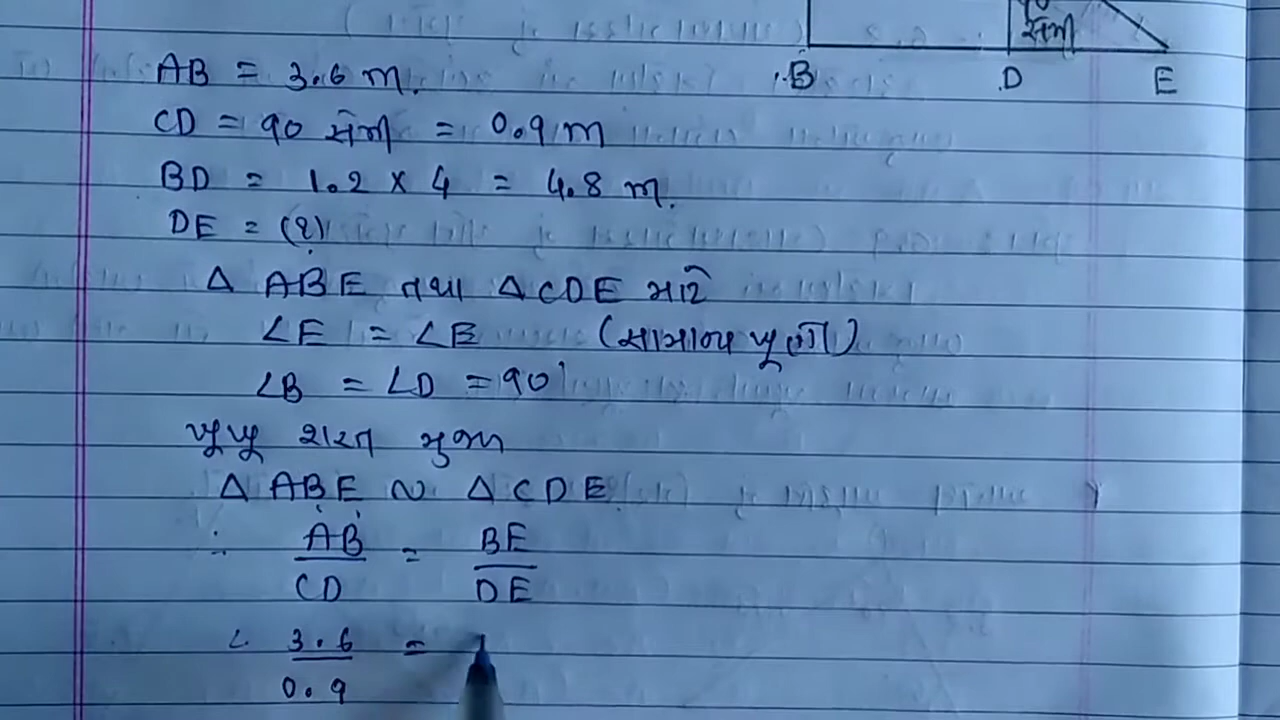 સેમી
B D E
AB = 3.6 m.
CD = 90 સેમી = 0.9 m
BD = 1.2 × 4 = 4.8 m.
DE = (?)
Δ ABE તથા Δ CDE માટે
∠E = ∠E (સામાન્ય ખૂણો)
∠B = ∠D = 90°
ખૂખૂ શરત મુજબ
Δ ABE ~ Δ CDE
∴ AB/CD = BE/DE
∴ 3.6/0.9 =